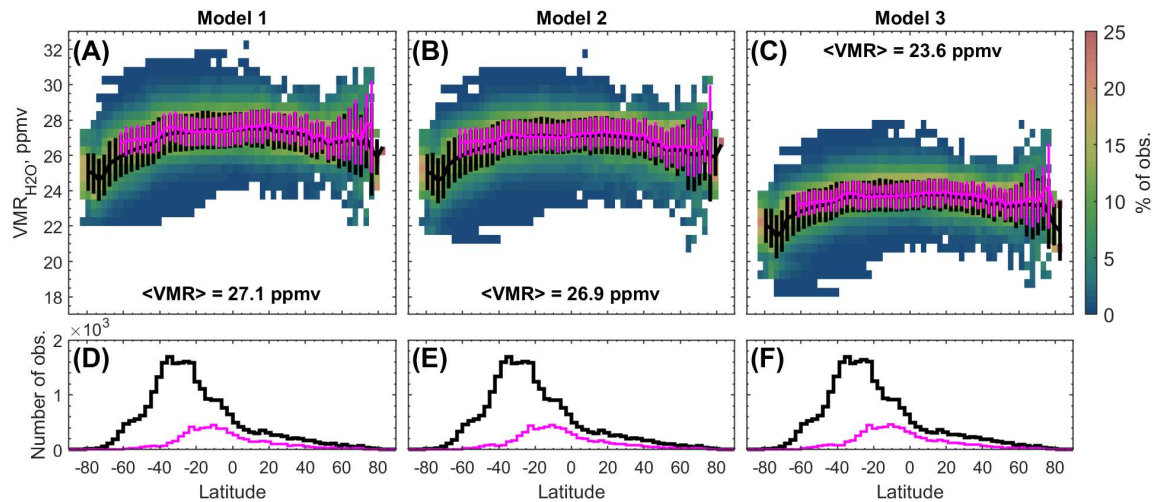 Model 1 Model 2 Model 3
(A) (B) (C)
<VMR> = 27.1 ppmv
<VMR> = 26.9 ppmv
<VMR> = 23.6 ppmv
VMR_H2O, ppmv
32
30
28
26
24
22
20
18
% of obs.
25
20
15
10
5
0
×10³
(D) (E) (F)
Number of obs.
2
1
0
-80 -60 -40 -20 0 20 40 60 80 -80 -60 -40 -20 0 20 40 60 80 -80 -60 -40 -20 0 20 40 60 80
Latitude Latitude Latitude